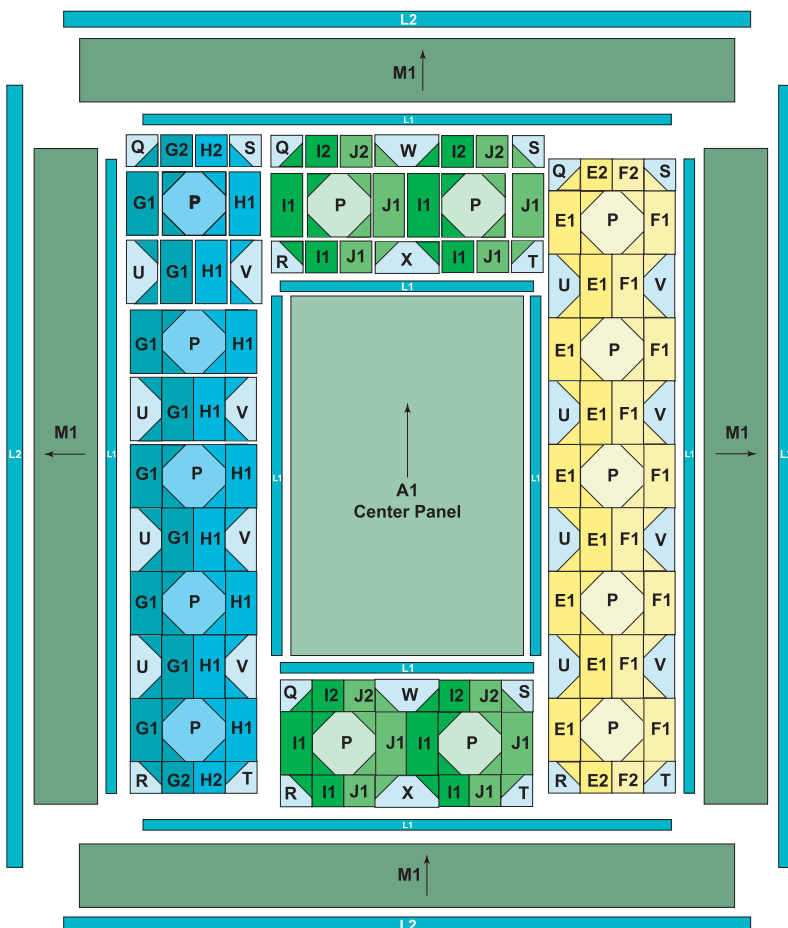 L2
M1
L1
Q G2 H2 S
Q I2 J2 W I2 J2 S
Q E2 F2 S
G1 P H1
I1 P J1 I1 P J1
E1 P F1
U G1 H1 V
R I1 J1 X I1 J1 T
U E1 F1 V
L1
G1 P H1
E1 P F1
U G1 H1 V
U E1 F1 V
L2
M1
L1
G1 P H1
L1
A1
Center Panel
L1
E1 P F1
L1
M1
U G1 H1 V
U E1 F1 V
G1 P H1
E1 P F1
U G1 H1 V
L1
U E1 F1 V
Q I2 J2 W I2 J2 S
G1 P H1
I1 P J1 I1 P J1
E1 P F1
R G2 H2 T
R I1 J1 X I1 J1 T
R E2 F2 T
L1
M1
L2